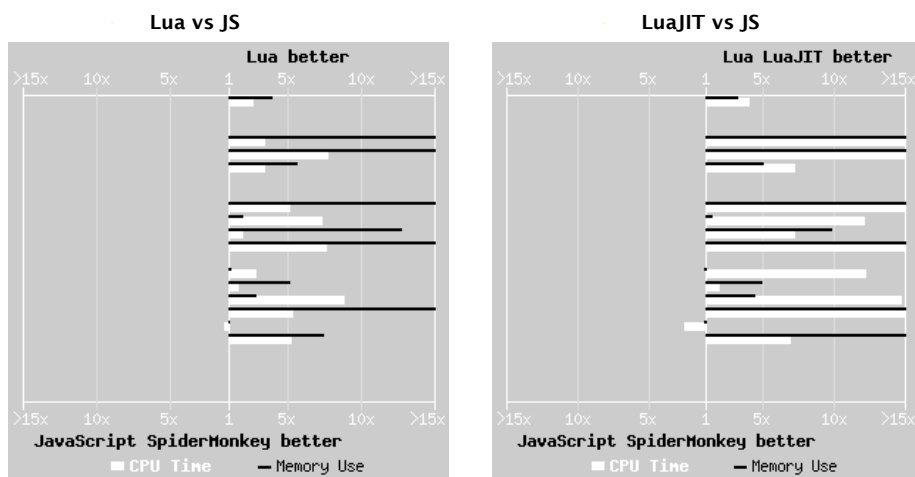 Lua vs JS
Lua better
>15x 10x 5x 1 5x 10x >15x
>15x 10x 5x 1 5x 10x >15x
JavaScript SpiderMonkey better
CPU Time Memory Use
LuaJIT vs JS
Lua LuaJIT better
>15x 10x 5x 1 5x 10x >15x
>15x 10x 5x 1 5x 10x >15x
JavaScript SpiderMonkey better
CPU Time Memory Use